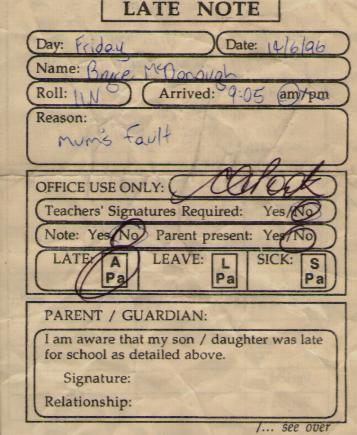 LATE NOTE
Day: Friday Date: 14/6/96
Name: Bryce McDonough
Roll: 11N Arrived: 9:05 am/pm
Reason:
Mum's fault
OFFICE USE ONLY:
Teachers' Signatures Required: Yes/No
Note: Yes/No Parent present: Yes/No
LATE: A Pa LEAVE: L Pa SICK: S Pa
PARENT / GUARDIAN:
I am aware that my son / daughter was late
for school as detailed above.
Signature:
Relationship:
/... see over